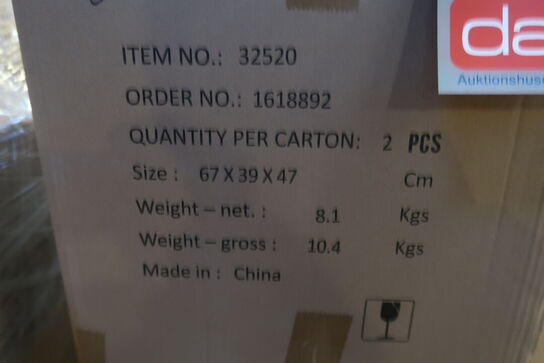 ITEM NO.: 32520
ORDER NO.: 1618892
QUANTITY PER CARTON: 2 PCS
Size : 67 X 39 X 47 Cm
Weight – net. : 8.1 Kgs
Weight – gross : 10.4 Kgs
Made in : China
da
Auktionshuse